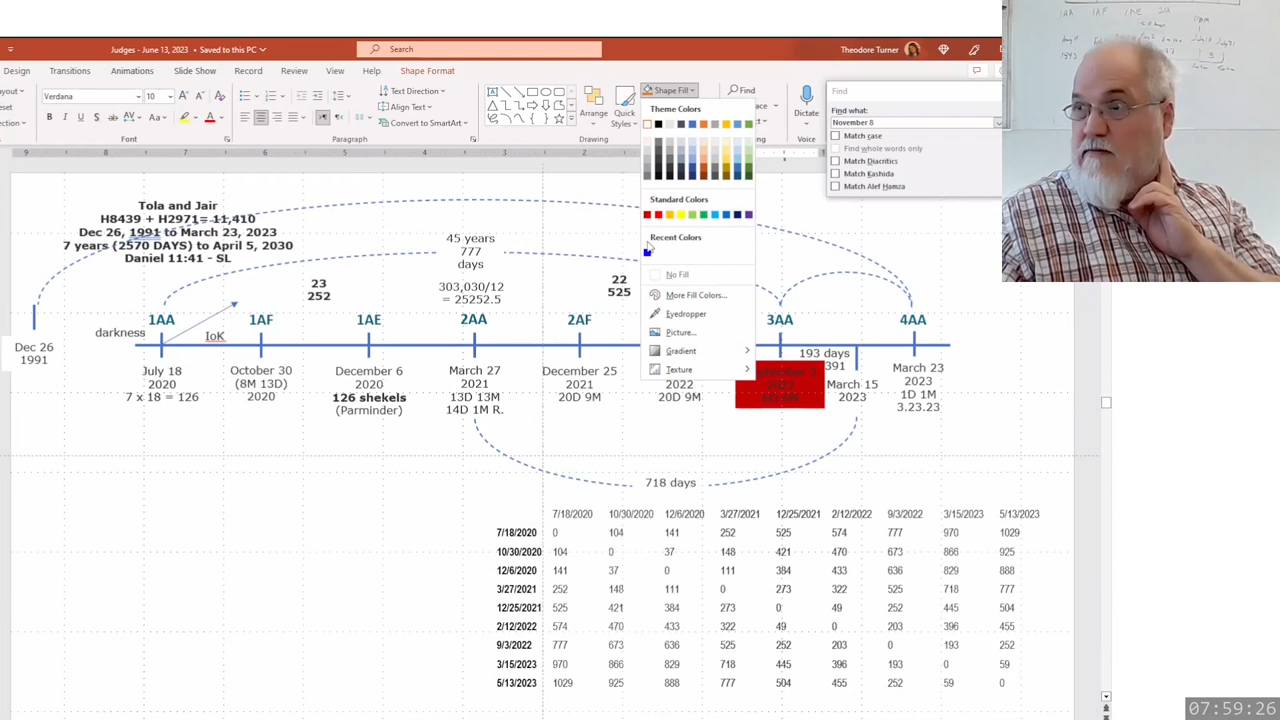 Judges - June 13, 2023 • Saved to this PC
Search
Theodore Turner
Design Transitions Animations Slide Show Record Review View Help Shape Format
Verdana 10
Text Direction
Align Text
Convert to SmartArt
Arrange
Quick Styles
Shape Fill
Find
Dictate
Paragraph
Drawing
Voice
Find
Find what:
November 8
Match case
Find whole words only
Match Diacritics
Match Kashida
Match Alef Hamza
Theme Colors
Standard Colors
Recent Colors
No Fill
More Fill Colors...
Eyedropper
Picture...
Gradient
Texture
9 8 7 6 5 4 3 2 1
Tola and Jair
H8439 + H2971= 11,410
Dec 26, 1991 to March 23, 2023
7 years (2570 DAYS) to April 5, 2030
Daniel 11:41 - SL
45 years
777
days
303,030/12
= 25252.5
23
252
22
525
darkness
IoK
1AA 1AF 1AE 2AA 2AF 3AA 4AA
Dec 26
1991
July 18
2020
7 x 18 = 126
October 30
(8M 13D)
2020
December 6
2020
126 shekels
(Parminder)
March 27
2021
13D 13M
14D 1M R.
December 25
2021
20D 9M
2022
20D 9M
193 days
391
March 15
2023
March 23
2023
1D 1M
3.23.23
718 days
7/18/2020 10/30/2020 12/6/2020 3/27/2021 12/25/2021 2/12/2022 9/3/2022 3/15/2023 5/13/2023
7/18/2020 0 104 141 252 525 574 777 970 1029
10/30/2020 104 0 37 148 421 470 673 866 925
12/6/2020 141 37 0 111 384 433 636 829 888
3/27/2021 252 148 111 0 273 322 525 718 777
12/25/2021 525 421 384 273 0 49 252 445 504
2/12/2022 574 470 433 322 49 0 203 396 455
9/3/2022 777 673 636 525 252 203 0 193 252
3/15/2023 970 866 829 718 445 396 193 0 59
5/13/2023 1029 925 888 777 504 455 252 59 0
07:59:26